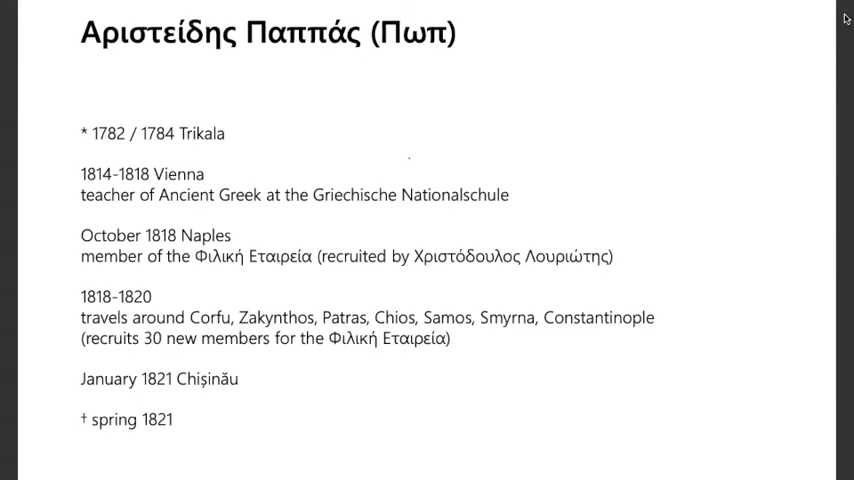 Αριστείδης Παππάς (Πωπ)
* 1782 / 1784 Trikala
1814-1818 Vienna
teacher of Ancient Greek at the Griechische Nationalschule
October 1818 Naples
member of the Φιλική Εταιρεία (recruited by Χριστόδουλος Λουριώτης)
1818-1820
travels around Corfu, Zakynthos, Patras, Chios, Samos, Smyrna, Constantinople
(recruits 30 new members for the Φιλική Εταιρεία)
January 1821 Chișinău
† spring 1821